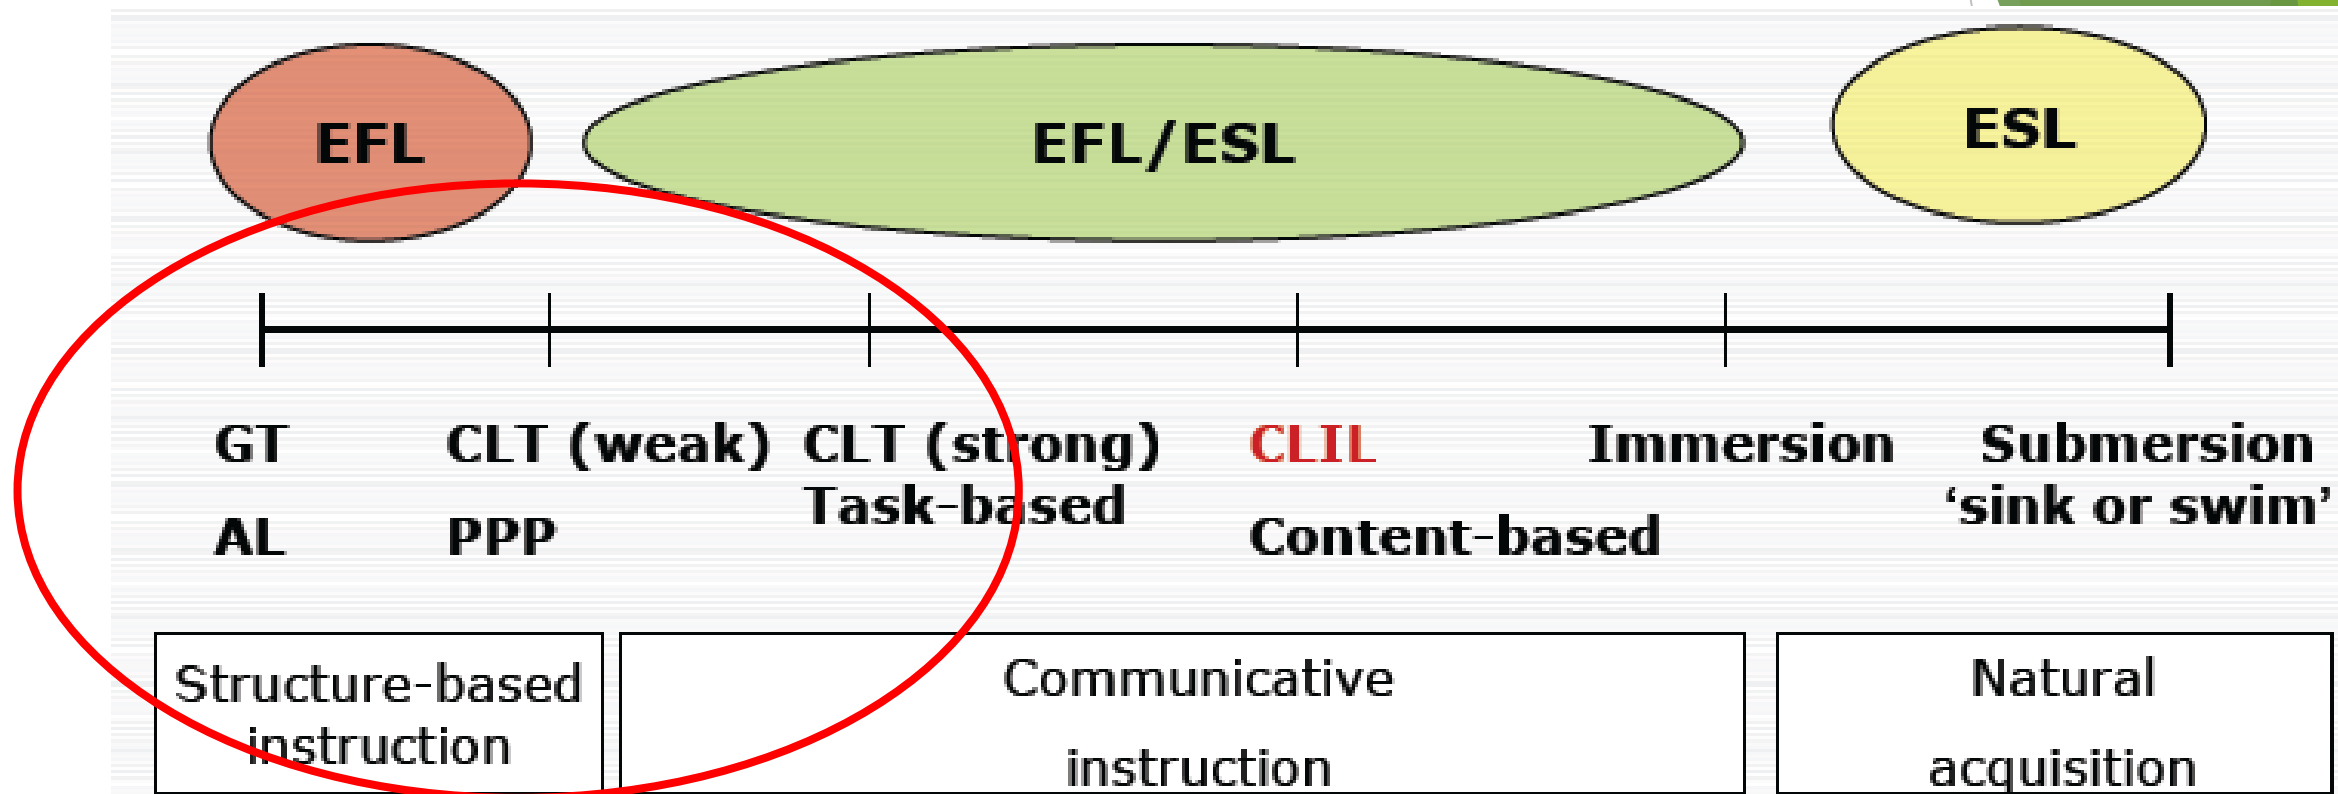 EFL
EFL/ESL
ESL
GT
CLT (weak)
CLT (strong)
CLIL
Immersion
Submersion
AL
PPP
Task-based
Content-based
‘sink or swim’
Structure-based
instruction
Communicative
instruction
Natural
acquisition